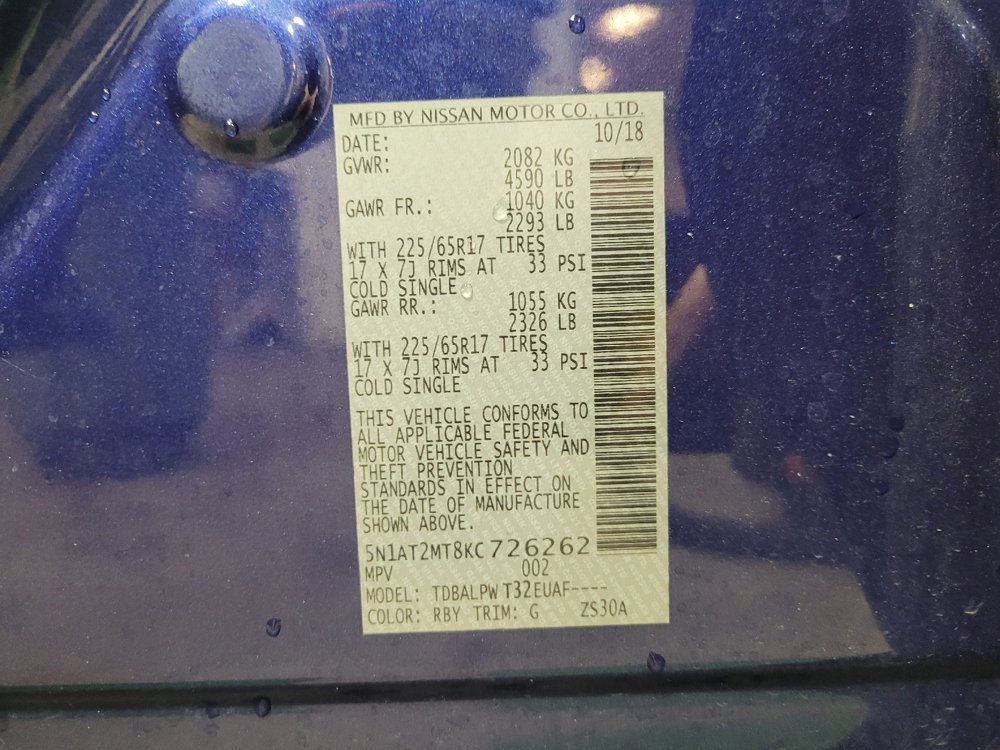 MFD BY NISSAN MOTOR CO., LTD.
DATE: 10/18
GVWR: 2082 KG
4590 LB
GAWR FR.: 1040 KG
2293 LB
WITH 225/65R17 TIRES
17 X 7J RIMS AT 33 PSI
COLD SINGLE
GAWR RR.: 1055 KG
2326 LB
WITH 225/65R17 TIRES
17 X 7J RIMS AT 33 PSI
COLD SINGLE
THIS VEHICLE CONFORMS TO
ALL APPLICABLE FEDERAL
MOTOR VEHICLE SAFETY AND
THEFT PREVENTION
STANDARDS IN EFFECT ON
THE DATE OF MANUFACTURE
SHOWN ABOVE.
5N1AT2MT8KC726262
MPV 002
MODEL: TDBALPW T32EUAF----
COLOR: RBY TRIM: G ZS30A